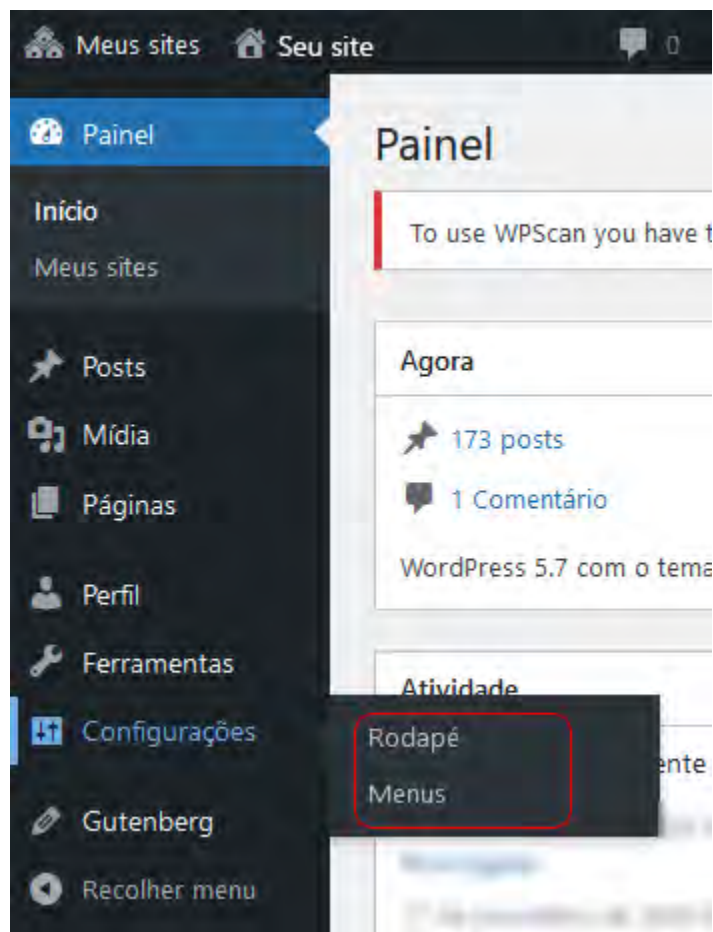 Meus sites Seu site 0
Painel
Início
Meus sites
Posts
Mídia
Páginas
Perfil
Ferramentas
Configurações
Gutenberg
Recolher menu
Painel
To use WPScan you have
Agora
173 posts
1 Comentário
WordPress 5.7 com o tema
Atividade
Rodapé
Menus
ente